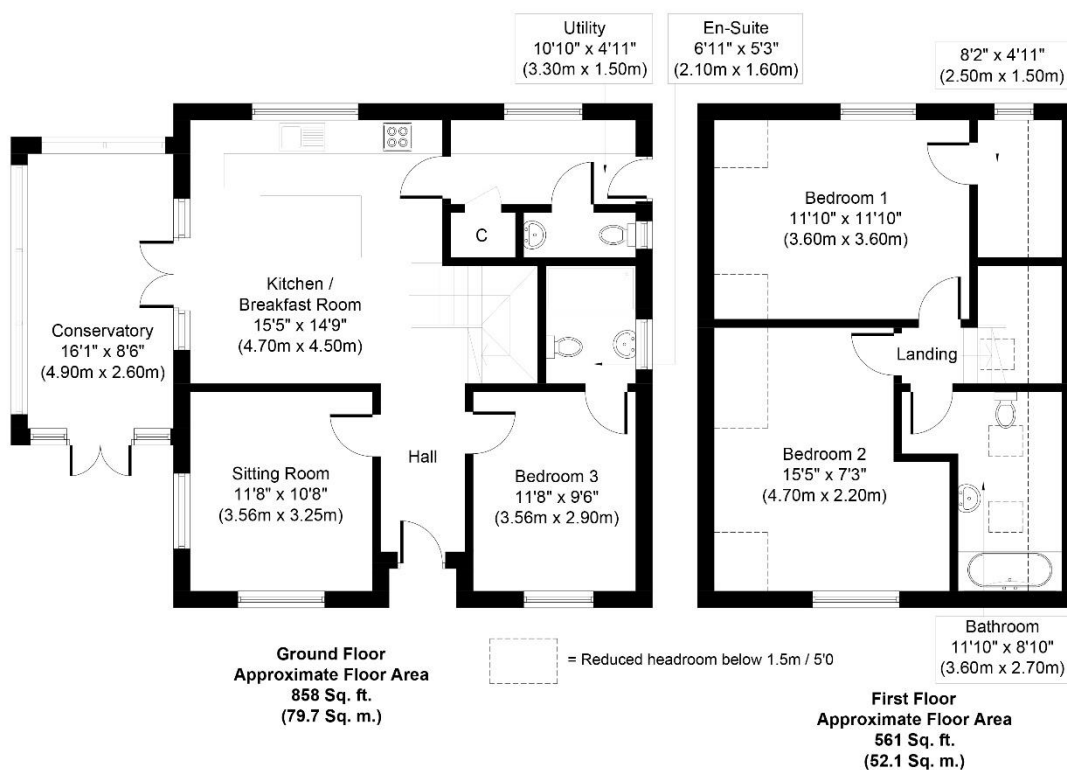 Utility
10'10" x 4'11"
(3.30m x 1.50m)
En-Suite
6'11" x 5'3"
(2.10m x 1.60m)
8'2" x 4'11"
(2.50m x 1.50m)
C
Kitchen /
Breakfast Room
15'5" x 14'9"
(4.70m x 4.50m)
Conservatory
16'1" x 8'6"
(4.90m x 2.60m)
Sitting Room
11'8" x 10'8"
(3.56m x 3.25m)
Hall
Bedroom 3
11'8" x 9'6"
(3.56m x 2.90m)
Bedroom 1
11'10" x 11'10"
(3.60m x 3.60m)
Landing
Bedroom 2
15'5" x 7'3"
(4.70m x 2.20m)
Bathroom
11'10" x 8'10"
(3.60m x 2.70m)
Ground Floor
Approximate Floor Area
858 Sq. ft.
(79.7 Sq. m.)
= Reduced headroom below 1.5m / 5'0
First Floor
Approximate Floor Area
561 Sq. ft.
(52.1 Sq. m.)